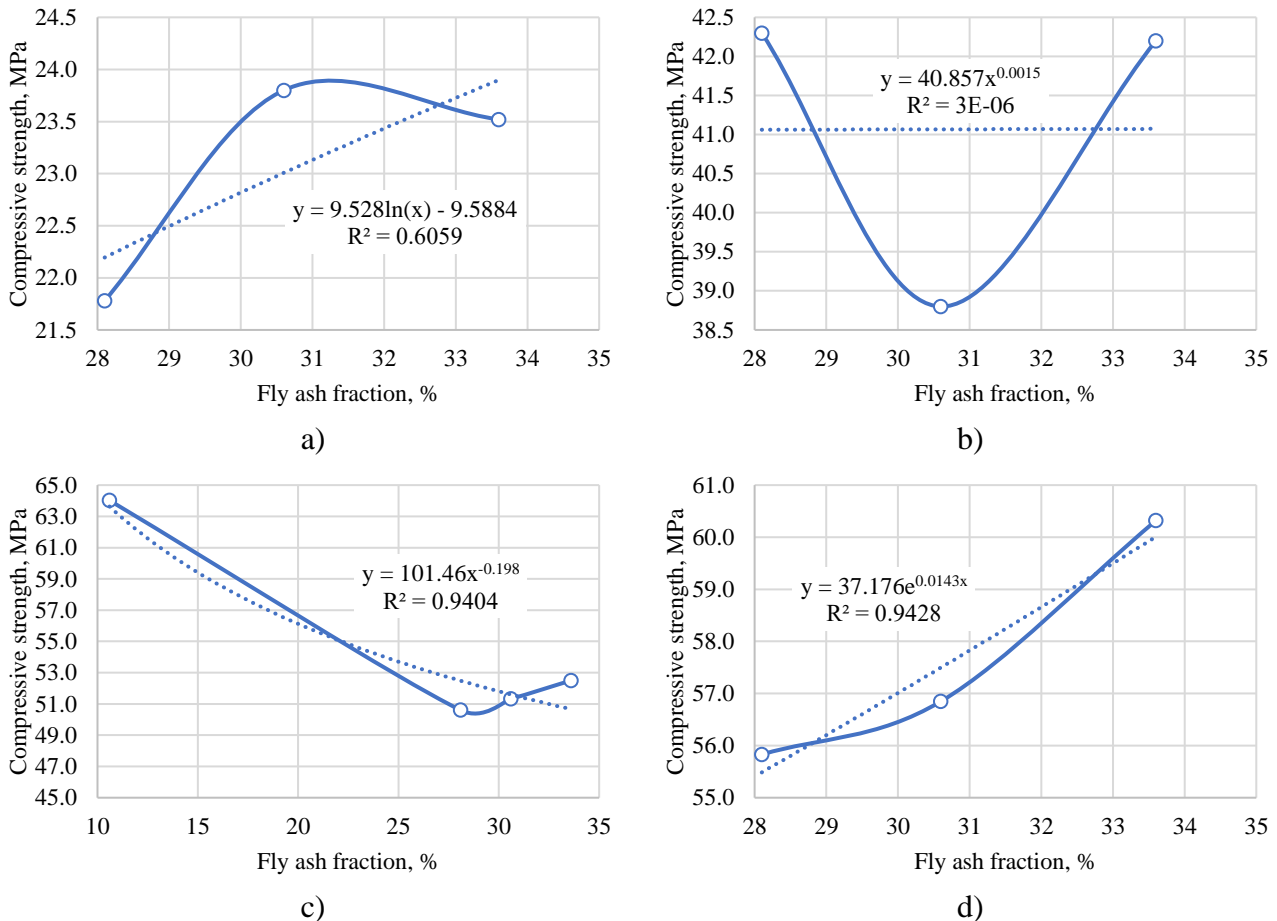 Compressive strength, MPa
24.5
24.0
23.5
23.0
22.5
22.0
21.5
y = 9.528ln(x) - 9.5884
R² = 0.6059
28 29 30 31 32 33 34 35
Fly ash fraction, %
a)
Compressive strength, MPa
42.5
42.0
41.5
41.0
40.5
40.0
39.5
39.0
38.5
y = 40.857x^0.0015
R² = 3E-06
28 29 30 31 32 33 34 35
Fly ash fraction, %
b)
Compressive strength, MPa
65.0
63.0
61.0
59.0
57.0
55.0
53.0
51.0
49.0
47.0
45.0
y = 101.46x^-0.198
R² = 0.9404
10 15 20 25 30 35
Fly ash fraction, %
c)
Compressive strength, MPa
61.0
60.0
59.0
58.0
57.0
56.0
55.0
y = 37.176e^0.0143x
R² = 0.9428
28 29 30 31 32 33 34 35
Fly ash fraction, %
d)